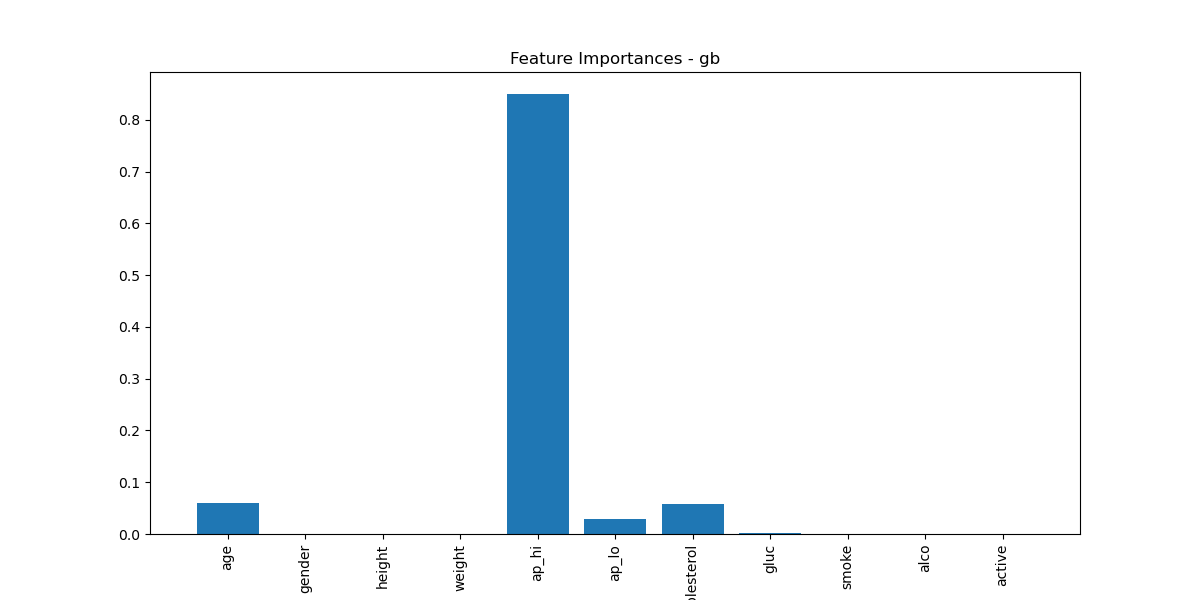 Feature Importances - gb
0.8
0.7
0.6
0.5
0.4
0.3
0.2
0.1
0.0
age
gender
height
weight
ap_hi
ap_lo
olesterol
gluc
smoke
alco
active